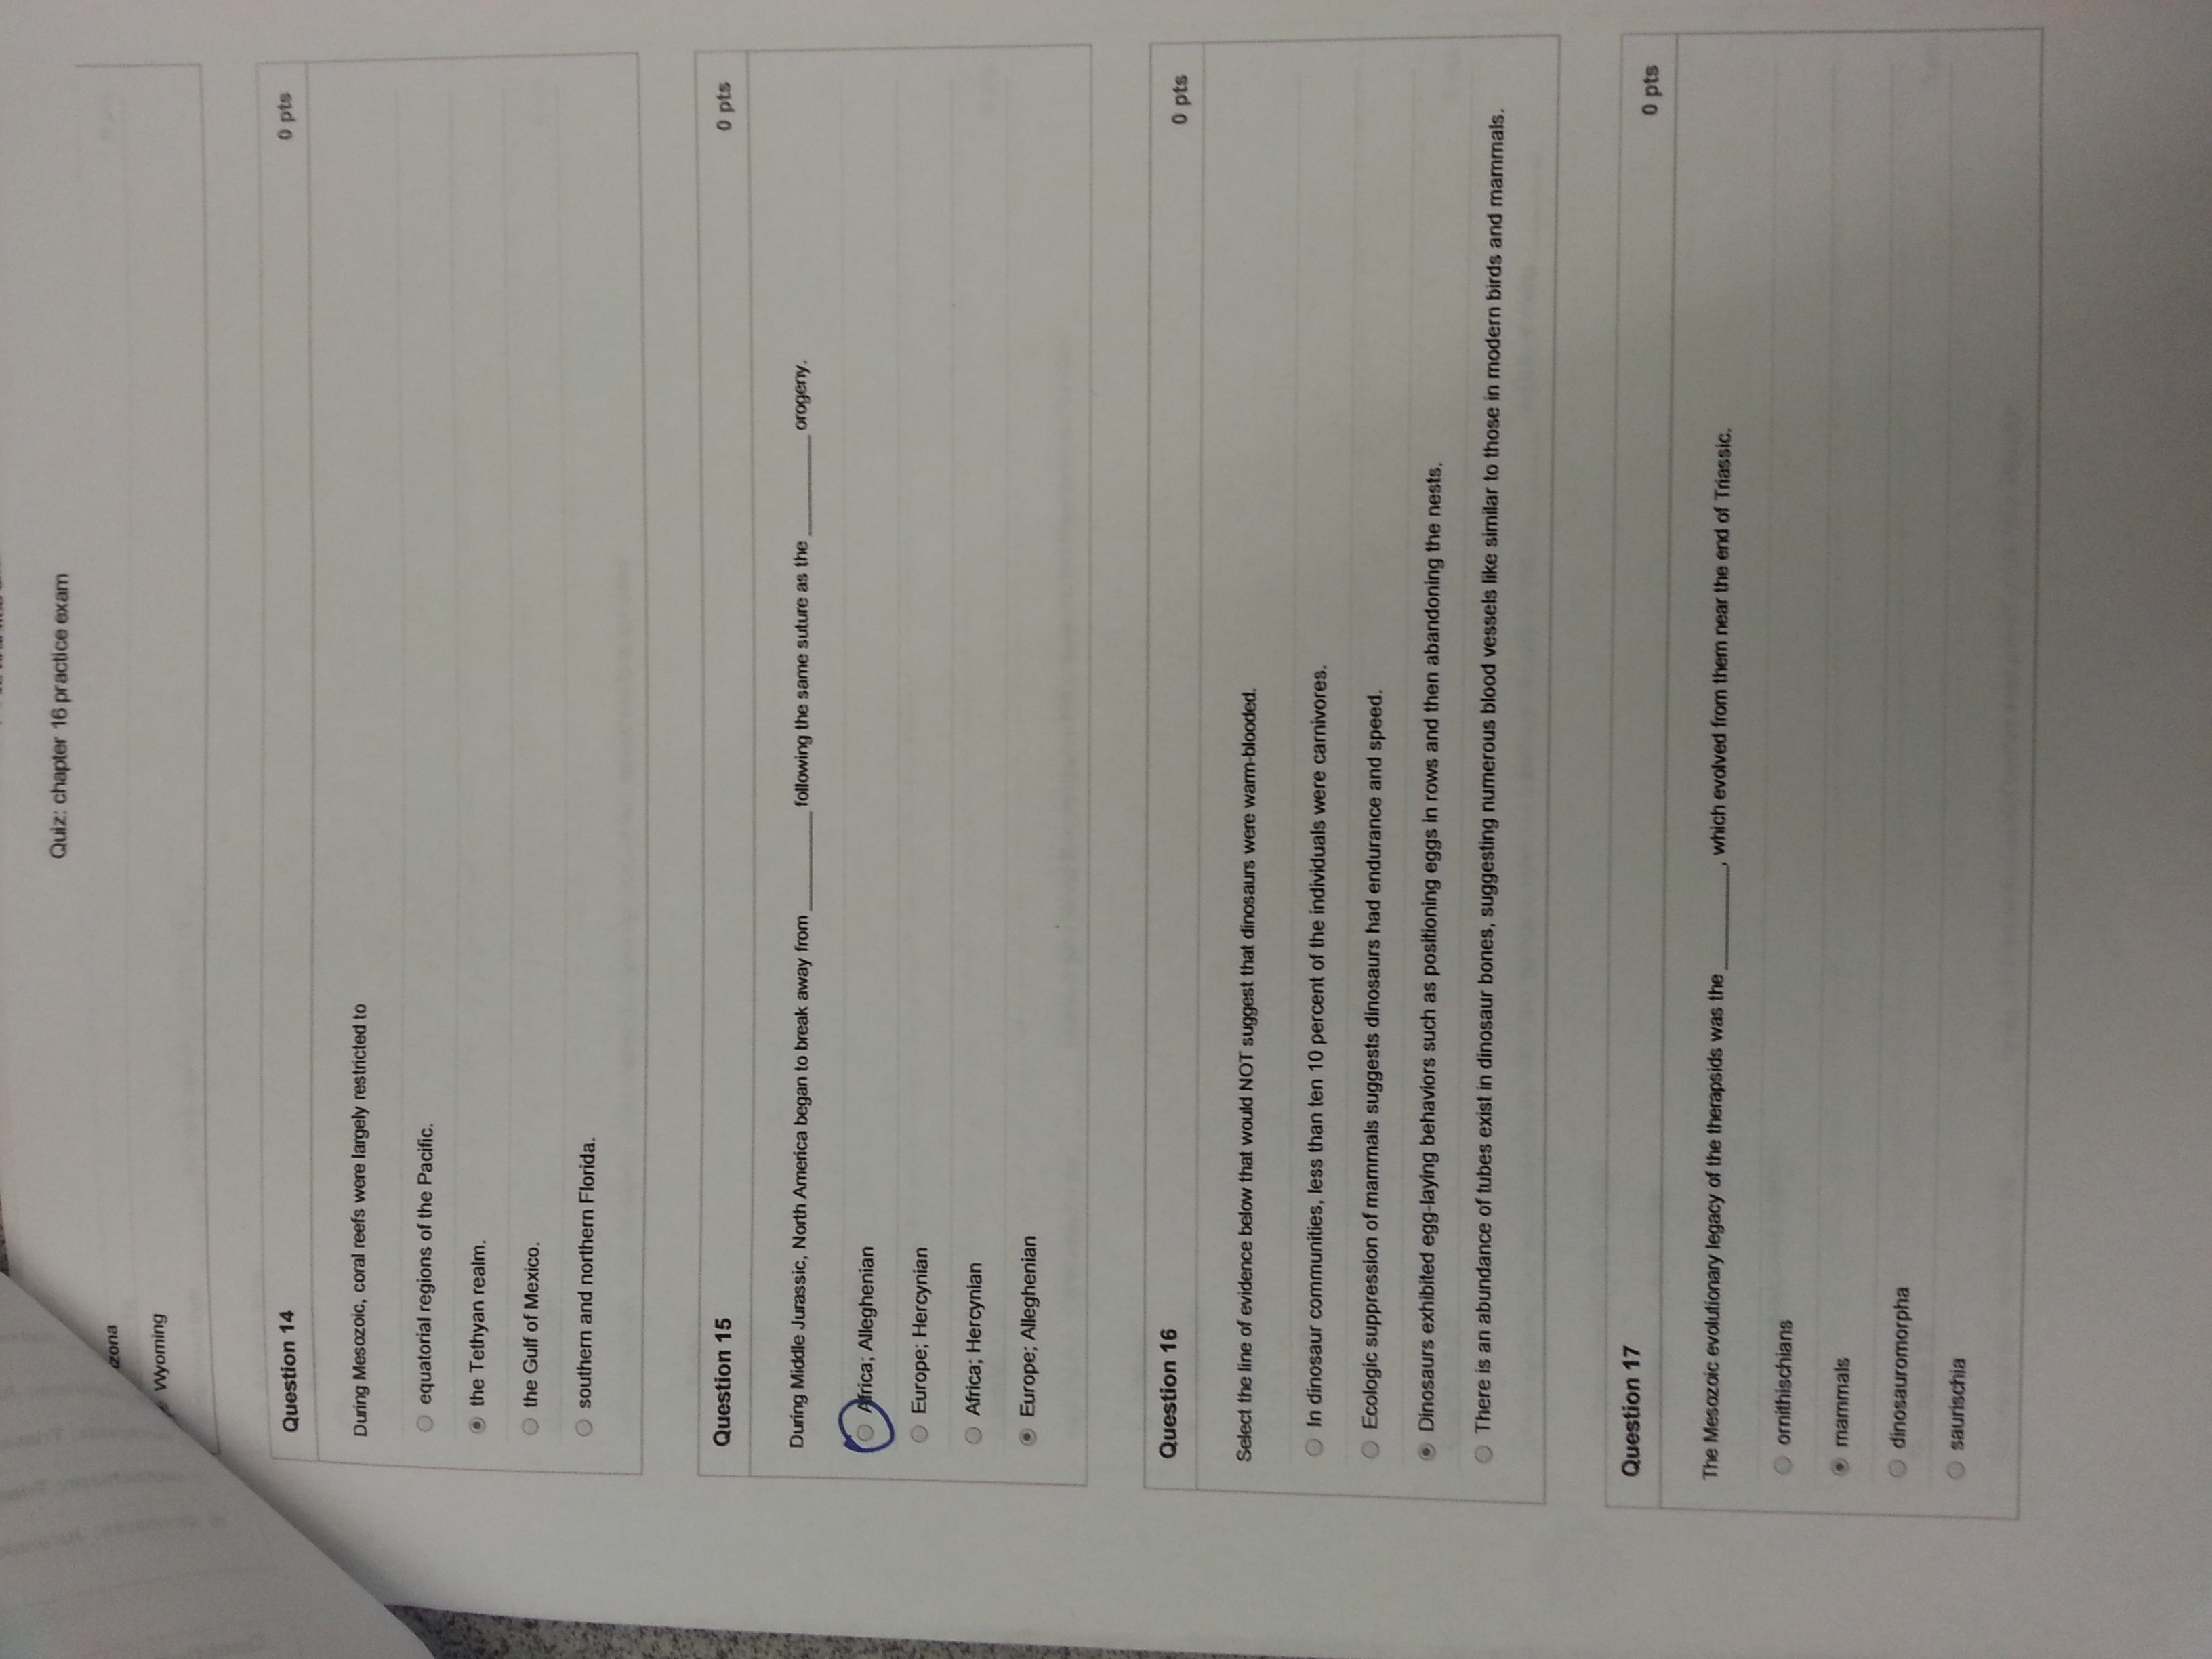 Quiz: chapter 16 practice exam
zona
Wyoming
Question 14 0 pts
During Mesozoic, coral reefs were largely restricted to
equatorial regions of the Pacific.
the Tethyan realm.
the Gulf of Mexico.
southern and northern Florida.
Question 15 0 pts
During Middle Jurassic, North America began to break away from __________ following the same suture as the __________ orogeny.
Africa; Alleghenian
Europe; Hercynian
Africa; Hercynian
Europe; Alleghenian
Question 16 0 pts
Select the line of evidence below that would NOT suggest that dinosaurs were warm-blooded.
In dinosaur communities, less than ten 10 percent of the individuals were carnivores.
Ecologic suppression of mammals suggests dinosaurs had endurance and speed.
Dinosaurs exhibited egg-laying behaviors such as positioning eggs in rows and then abandoning the nests.
There is an abundance of tubes exist in dinosaur bones, suggesting numerous blood vessels like similar to those in modern birds and mammals.
Question 17 0 pts
The Mesozoic evolutionary legacy of the therapsids was the __________, which evolved from them near the end of Triassic.
ornithischians
mammals
dinosauromorpha
saurischia